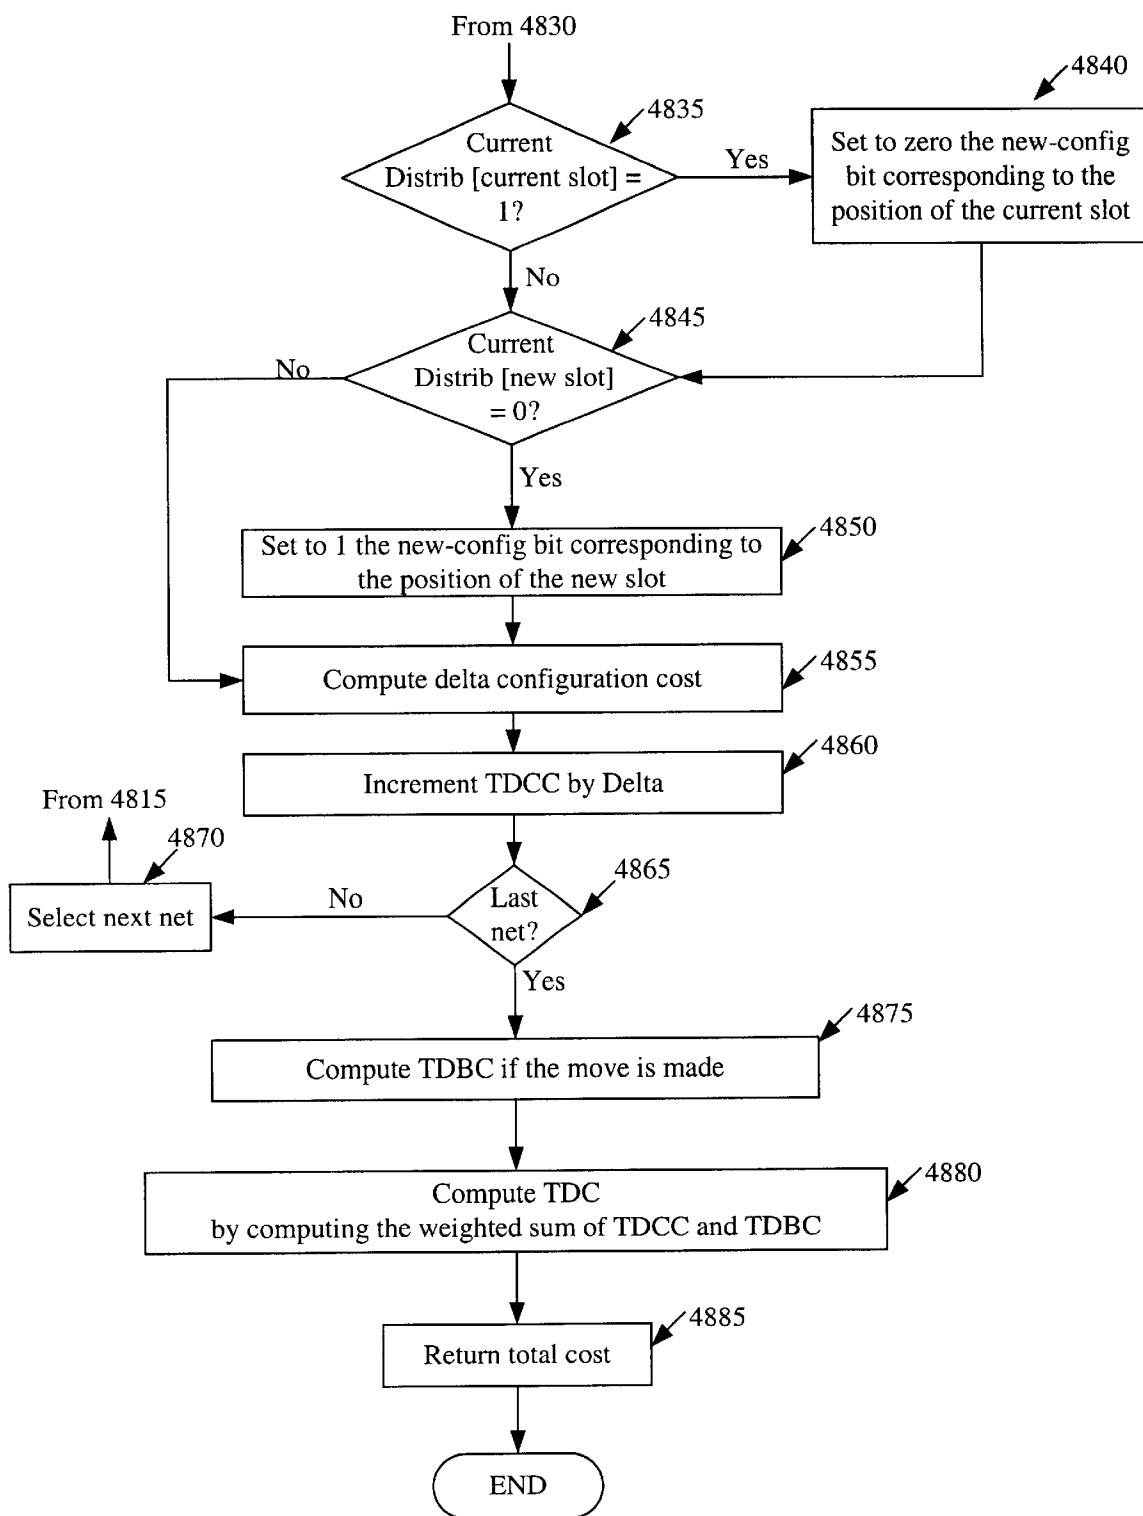 From 4830
4840
4835
Current
Distrib [current slot] =
1?
Yes
Set to zero the new-config
bit corresponding to the
position of the current slot
No
4845
Current
Distrib [new slot]
= 0?
No
Yes
4850
Set to 1 the new-config bit corresponding to
the position of the new slot
4855
Compute delta configuration cost
4860
Increment TDCC by Delta
From 4815
4870
Select next net
No
4865
Last
net?
Yes
4875
Compute TDBC if the move is made
4880
Compute TDC
by computing the weighted sum of TDCC and TDBC
4885
Return total cost
END